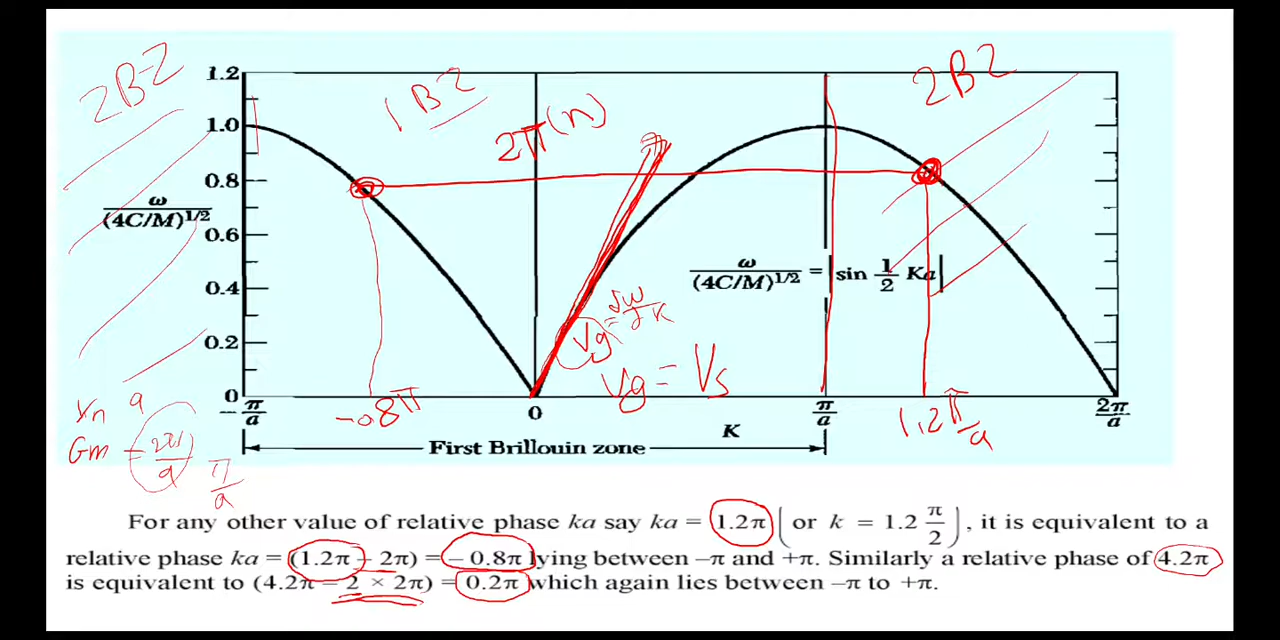 2BZ
1BZ
2BZ
2π(n)
1.2
1.0
0.8
0.6
0.4
0.2
0
ω
(4C/M)^1/2
ω/(4C/M)^1/2 = |sin 1/2 Ka|
Vg = δω/δK
Vg = Vs
-0.8π
1.2π/a
-π/a
0
π/a
2π/a
K
First Brillouin zone
a
Gm = 2π/a
π/a
For any other value of relative phase ka say ka = 1.2π (or k = 1.2 π/2), it is equivalent to a
relative phase ka = (1.2π – 2π) = – 0.8π lying between –π and +π. Similarly a relative phase of 4.2π
is equivalent to (4.2π – 2 × 2π) = 0.2π which again lies between –π to +π.